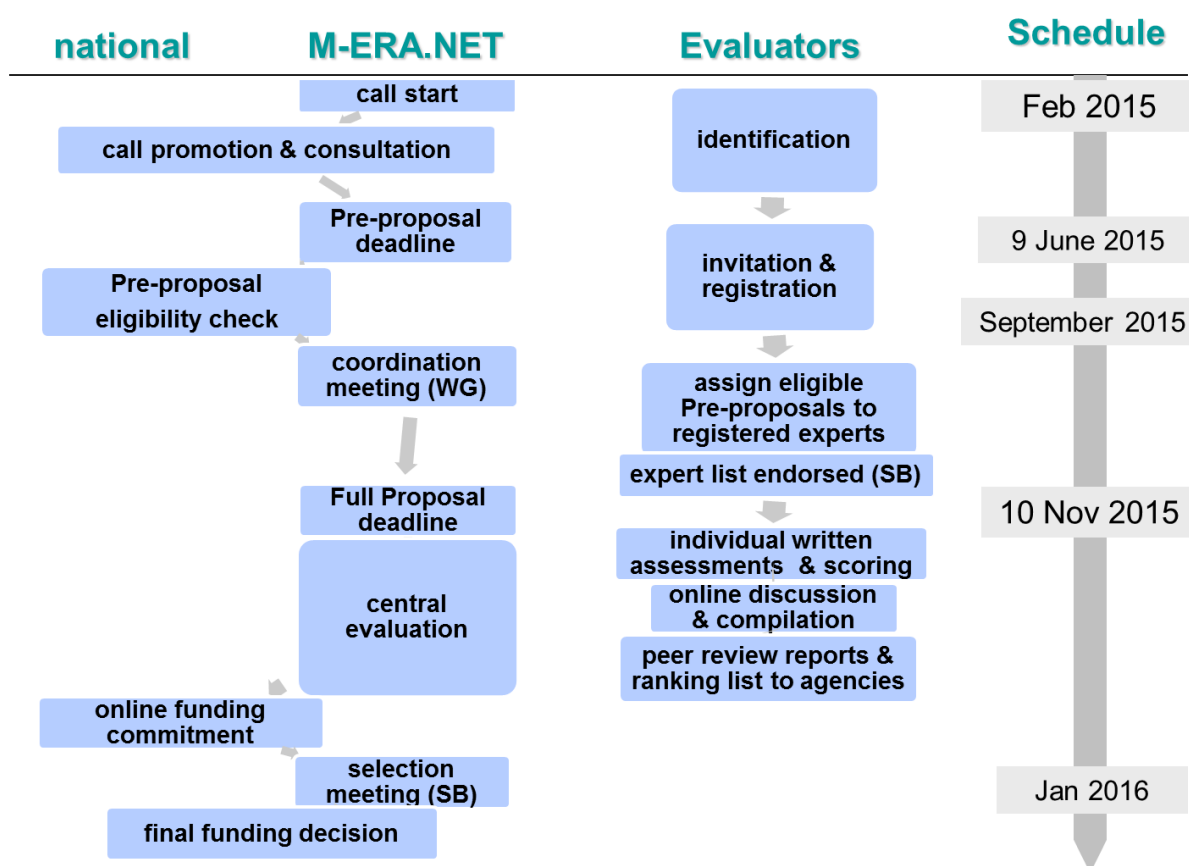 national
M-ERA.NET
Evaluators
Schedule
call start
call promotion & consultation
Pre-proposal
deadline
Pre-proposal
eligibility check
coordination
meeting (WG)
Full Proposal
deadline
central
evaluation
online funding
commitment
selection
meeting (SB)
final funding decision
identification
invitation &
registration
assign eligible
Pre-proposals to
registered experts
expert list endorsed (SB)
individual written
assessments & scoring
online discussion
& compilation
peer review reports &
ranking list to agencies
Feb 2015
9 June 2015
September 2015
10 Nov 2015
Jan 2016